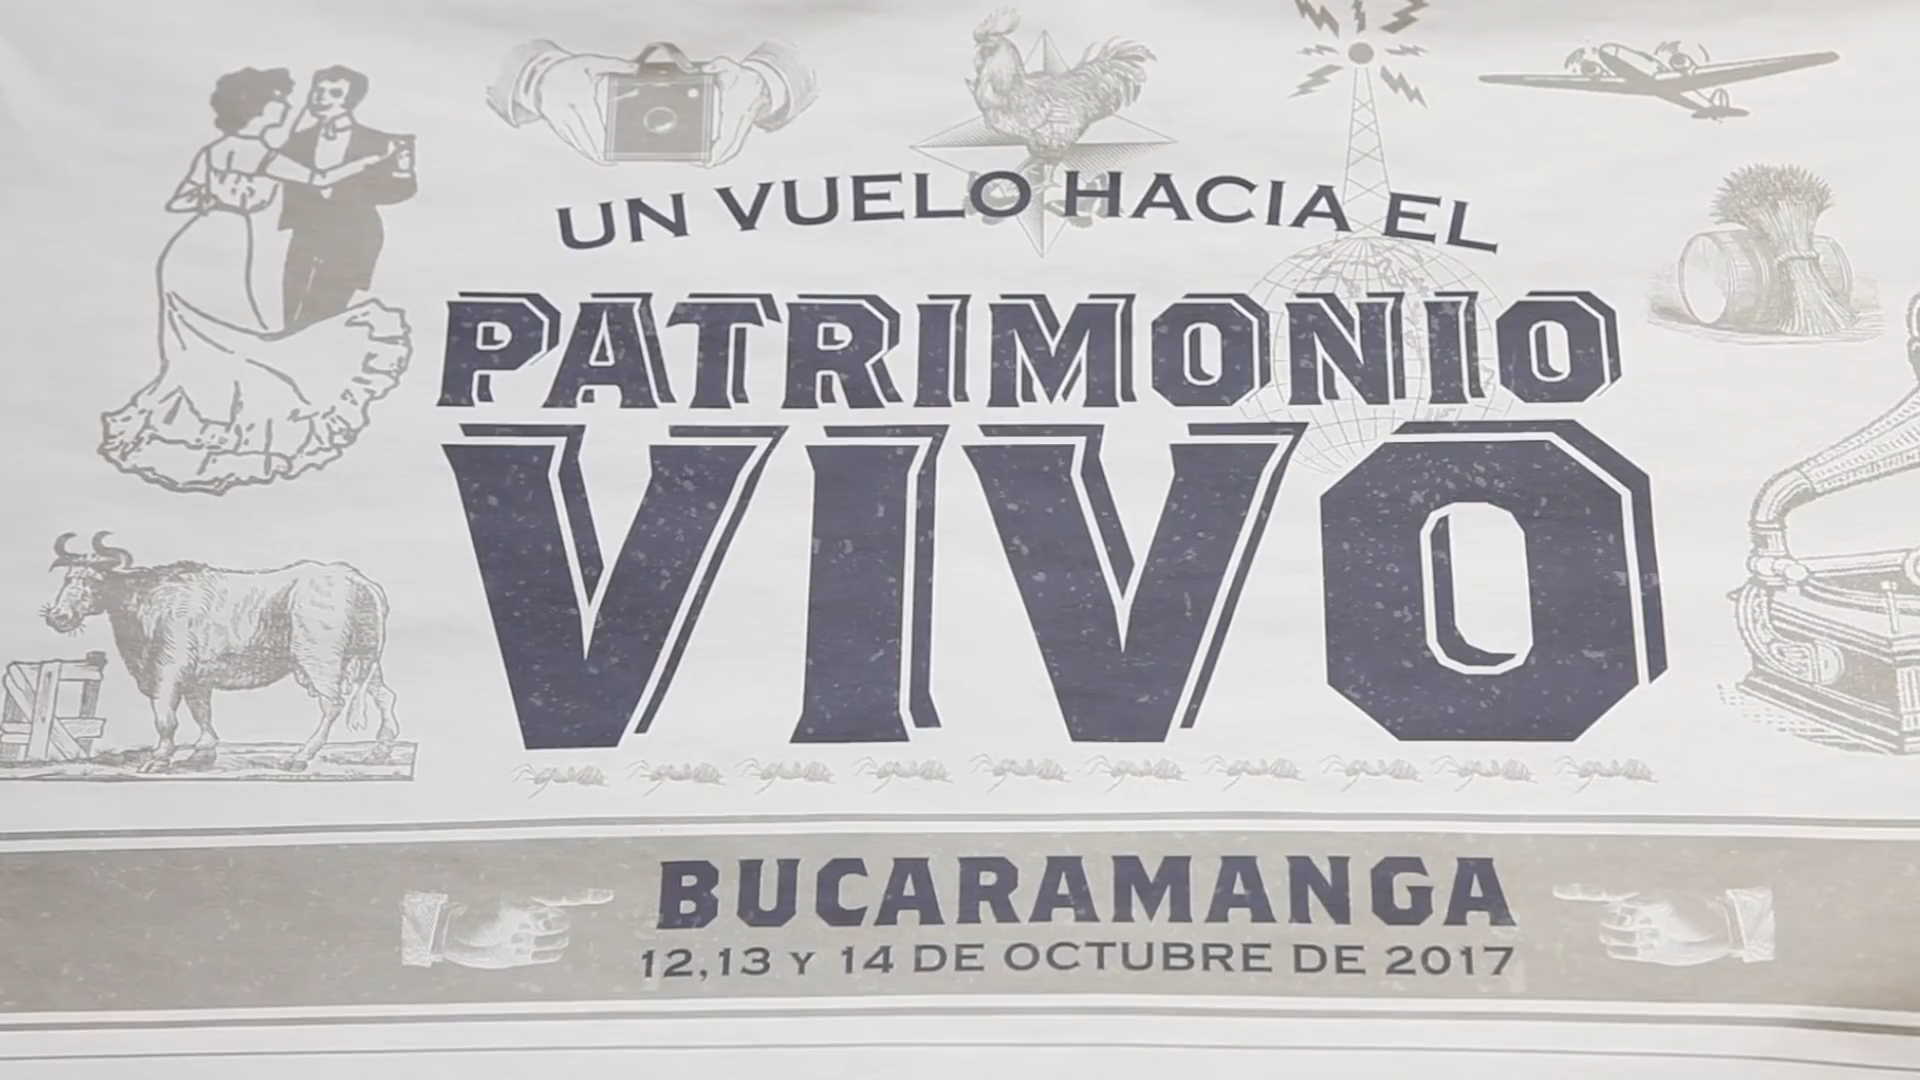 UN VUELO HACIA EL
PATRIMONIO
VIVO
BUCARAMANGA
12,13 Y 14 DE OCTUBRE DE 2017